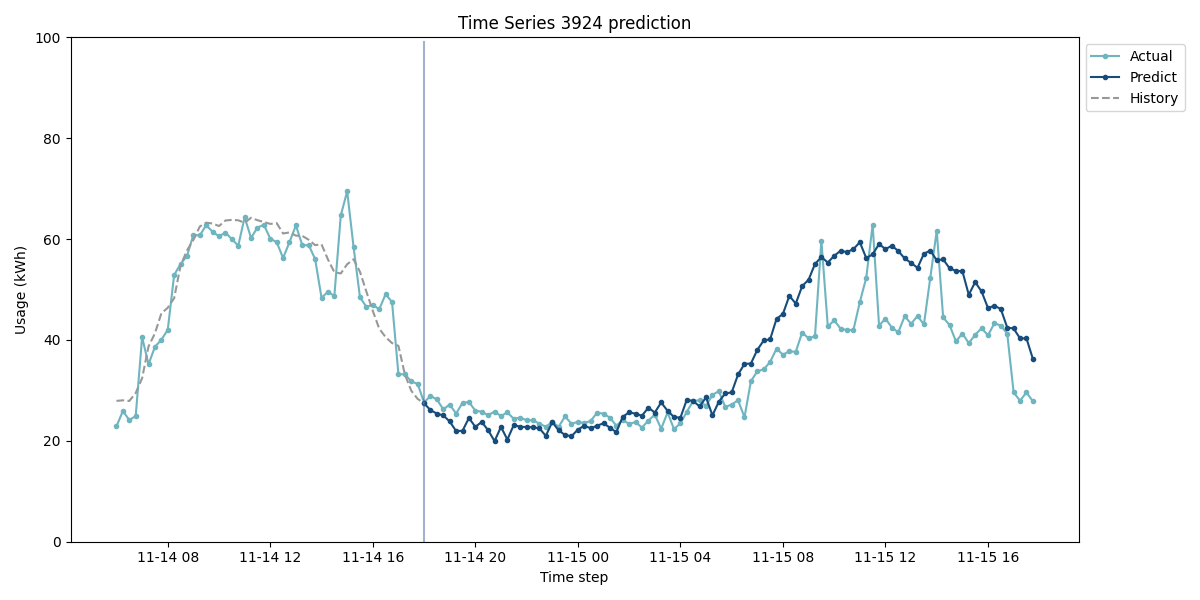 Time Series 3924 prediction
100
80
60
40
20
0
Usage (kWh)
11-14 08
11-14 12
11-14 16
11-14 20
11-15 00
11-15 04
11-15 08
11-15 12
11-15 16
Time step
Actual
Predict
History